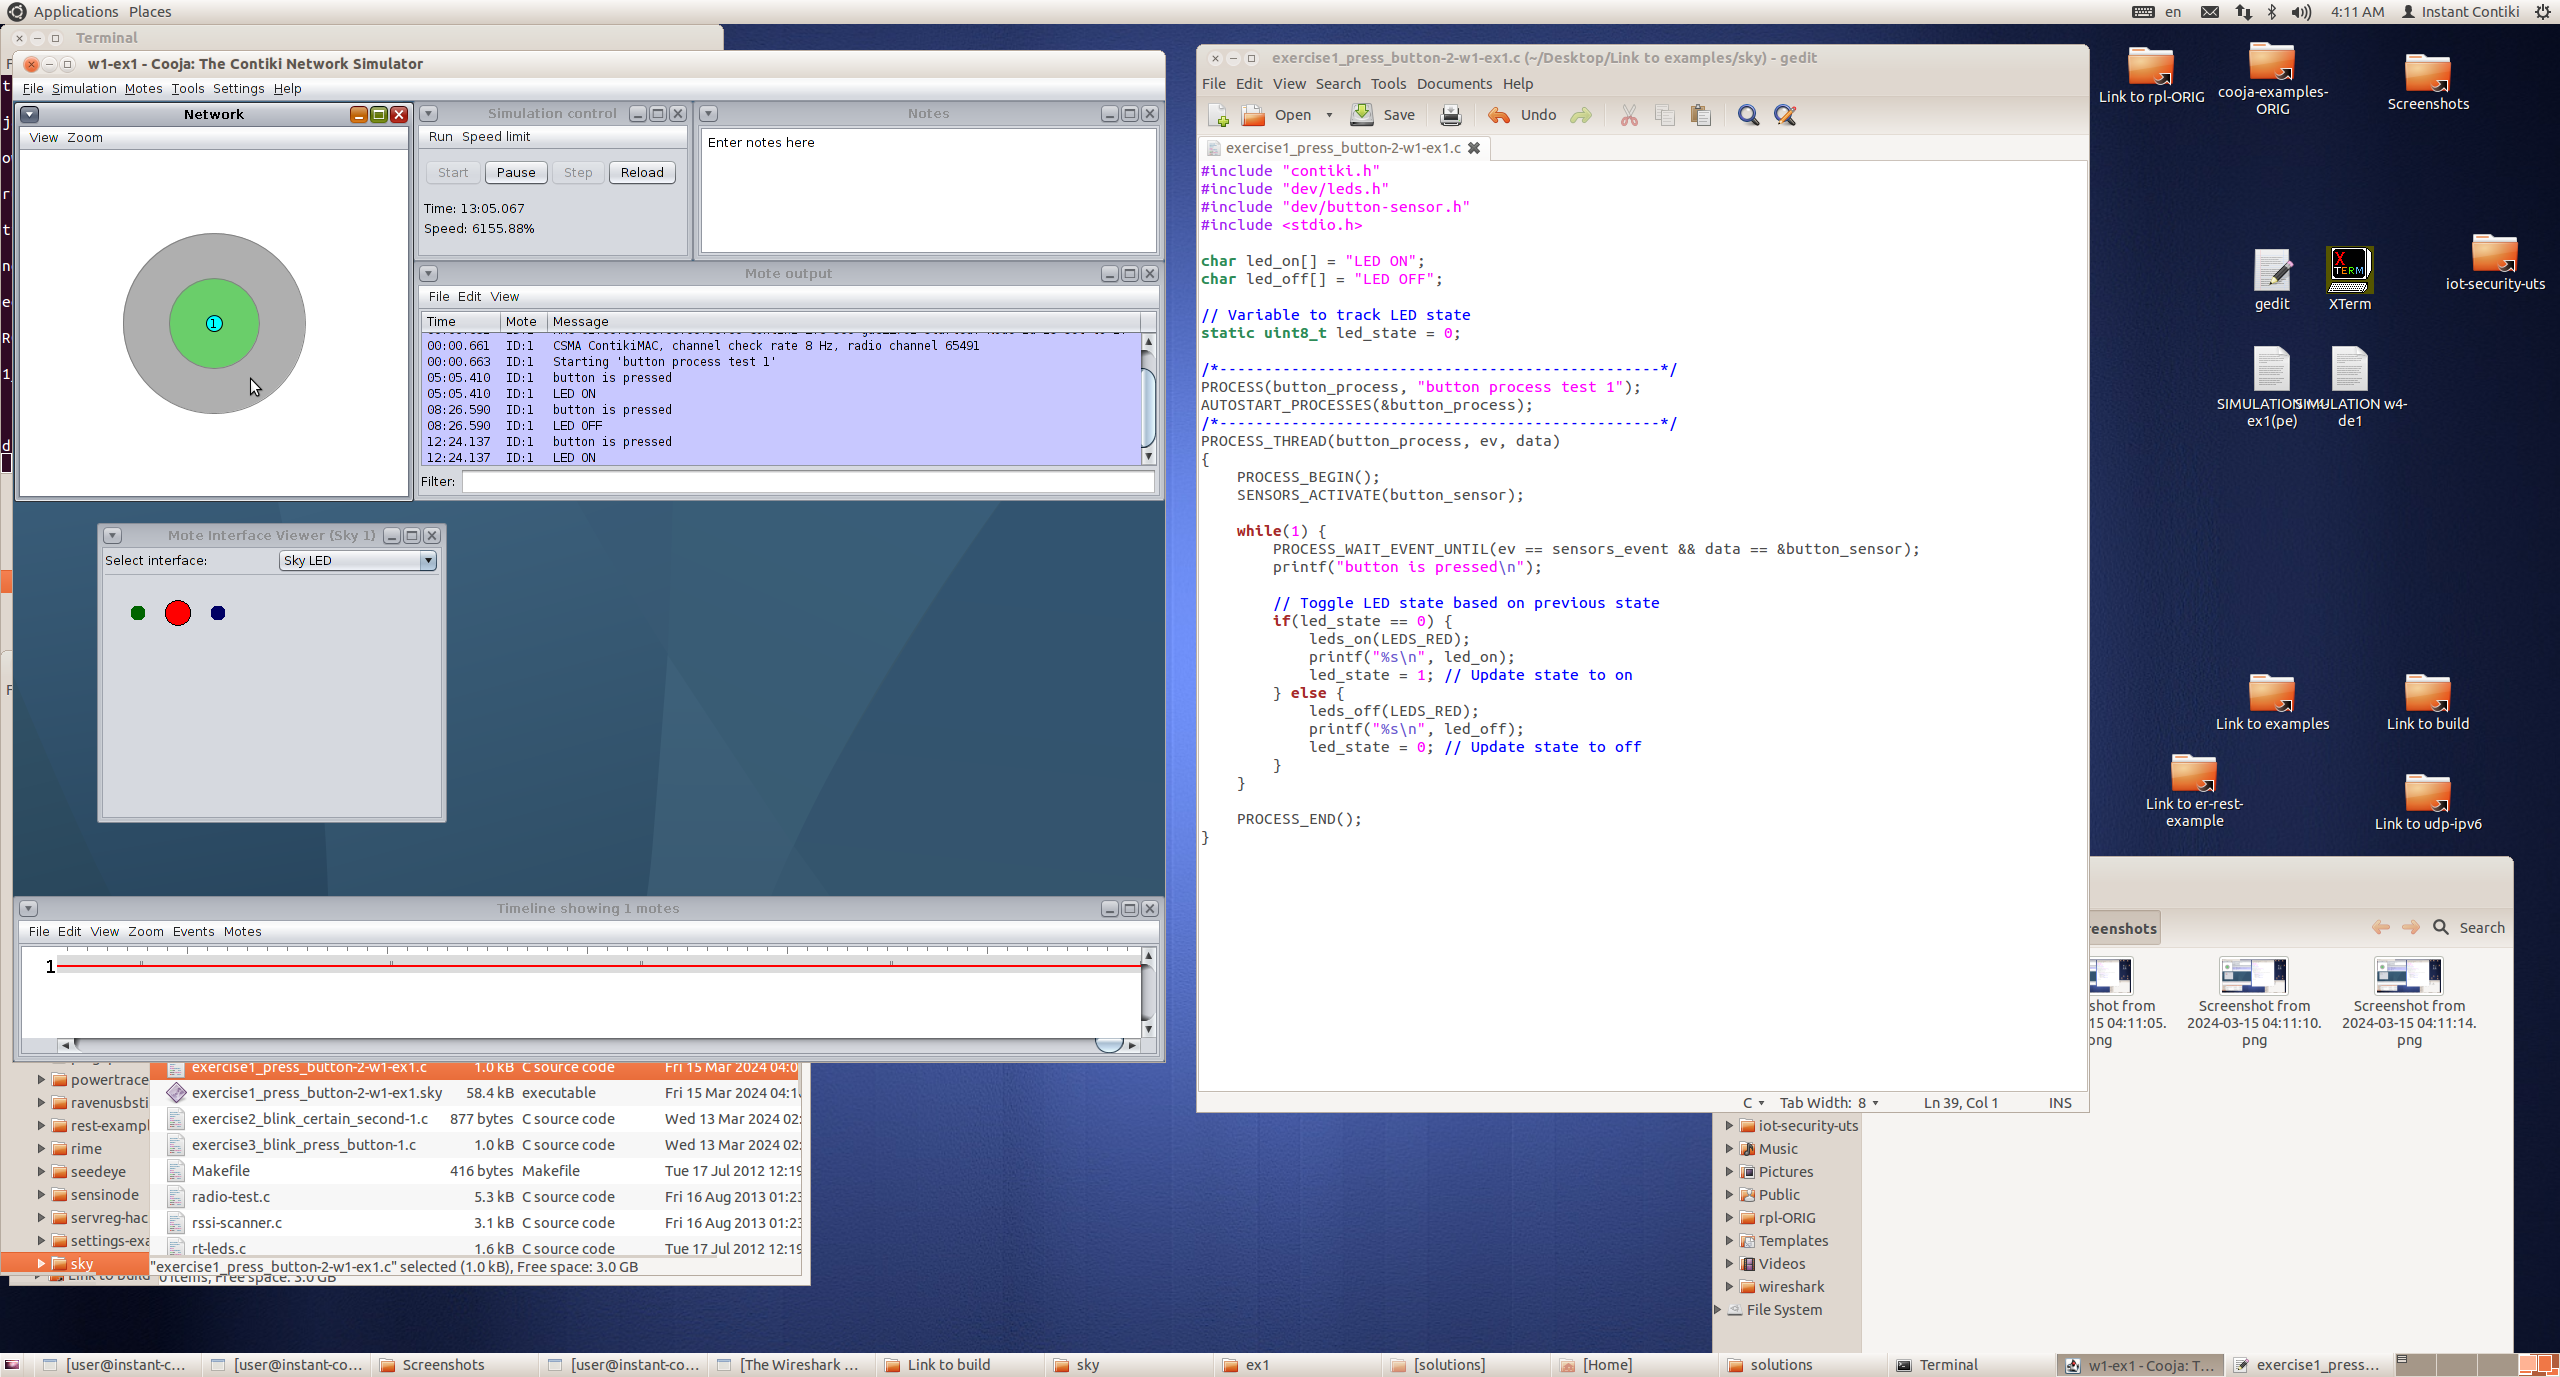 Applications Places
en
4:11 AM
Instant Contiki
Terminal
w1-ex1 - Cooja: The Contiki Network Simulator
File Simulation Motes Tools Settings Help
Network
View Zoom
1
Simulation control
Run Speed limit
Start Pause Step Reload
Time: 13:05.067
Speed: 6155.88%
Notes
Enter notes here
Mote output
File Edit View
Time Mote Message
00:00.661 ID:1 CSMA ContikiMAC, channel check rate 8 Hz, radio channel 65491
00:00.663 ID:1 Starting 'button process test 1'
05:05.410 ID:1 button is pressed
05:05.410 ID:1 LED ON
08:26.590 ID:1 button is pressed
08:26.590 ID:1 LED OFF
12:24.137 ID:1 button is pressed
12:24.137 ID:1 LED ON
Filter:
Mote Interface Viewer (Sky 1)
Select interface: Sky LED
Timeline showing 1 motes
File Edit View Zoom Events Motes
1
exercise1_press_button-2-w1-ex1.c 1.0 kB C source code Fri 15 Mar 2024 04:0
exercise1_press_button-2-w1-ex1.sky 58.4 kB executable Fri 15 Mar 2024 04:1
exercise2_blink_certain_second-1.c 877 bytes C source code Wed 13 Mar 2024 02:
exercise3_blink_press_button-1.c 1.0 kB C source code Wed 13 Mar 2024 02:
Makefile 416 bytes Makefile Tue 17 Jul 2012 12:19
radio-test.c 5.3 kB C source code Fri 16 Aug 2013 01:23
rssi-scanner.c 3.1 kB C source code Fri 16 Aug 2013 01:23
rt-leds.c 1.6 kB C source code Tue 17 Jul 2012 12:19
powertrace
ravenusbsti
rest-exampl
rime
seedeye
sensinode
servreg-hac
settings-exa
sky
"exercise1_press_button-2-w1-ex1.c" selected (1.0 kB), Free space: 3.0 GB
exercise1_press_button-2-w1-ex1.c (~/Desktop/Link to examples/sky) - gedit
File Edit View Search Tools Documents Help
Open Save Undo
exercise1_press_button-2-w1-ex1.c
#include "contiki.h"
#include "dev/leds.h"
#include "dev/button-sensor.h"
#include <stdio.h>
char led_on[] = "LED ON";
char led_off[] = "LED OFF";
// Variable to track LED state
static uint8_t led_state = 0;
/*-------------------------------------------------*/
PROCESS(button_process, "button process test 1");
AUTOSTART_PROCESSES(&button_process);
/*-------------------------------------------------*/
PROCESS_THREAD(button_process, ev, data)
{
PROCESS_BEGIN();
SENSORS_ACTIVATE(button_sensor);
while(1) {
PROCESS_WAIT_EVENT_UNTIL(ev == sensors_event && data == &button_sensor);
printf("button is pressed\n");
// Toggle LED state based on previous state
if(led_state == 0) {
leds_on(LEDS_RED);
printf("%s\n", led_on);
led_state = 1; // Update state to on
} else {
leds_off(LEDS_RED);
printf("%s\n", led_off);
led_state = 0; // Update state to off
}
}
PROCESS_END();
}
C Tab Width: 8 Ln 39, Col 1 INS
Link to rpl-ORIG
cooja-examples-
ORIG
Screenshots
gedit
XTerm
iot-security-uts
SIMULATION
ex1(pe)
SIMULATION w4-
de1
Link to examples
Link to build
Link to er-rest-
example
Link to udp-ipv6
eenshots
Search
shot from
15 04:11:05.
png
Screenshot from
2024-03-15 04:11:10.
png
Screenshot from
2024-03-15 04:11:14.
png
iot-security-uts
Music
Pictures
Public
rpl-ORIG
Templates
Videos
wireshark
File System
[user@instant-c... [user@instant-co... Screenshots [user@instant-co... [The Wireshark ... Link to build sky ex1 [solutions] [Home] solutions Terminal w1-ex1 - Cooja: T... exercise1_press...